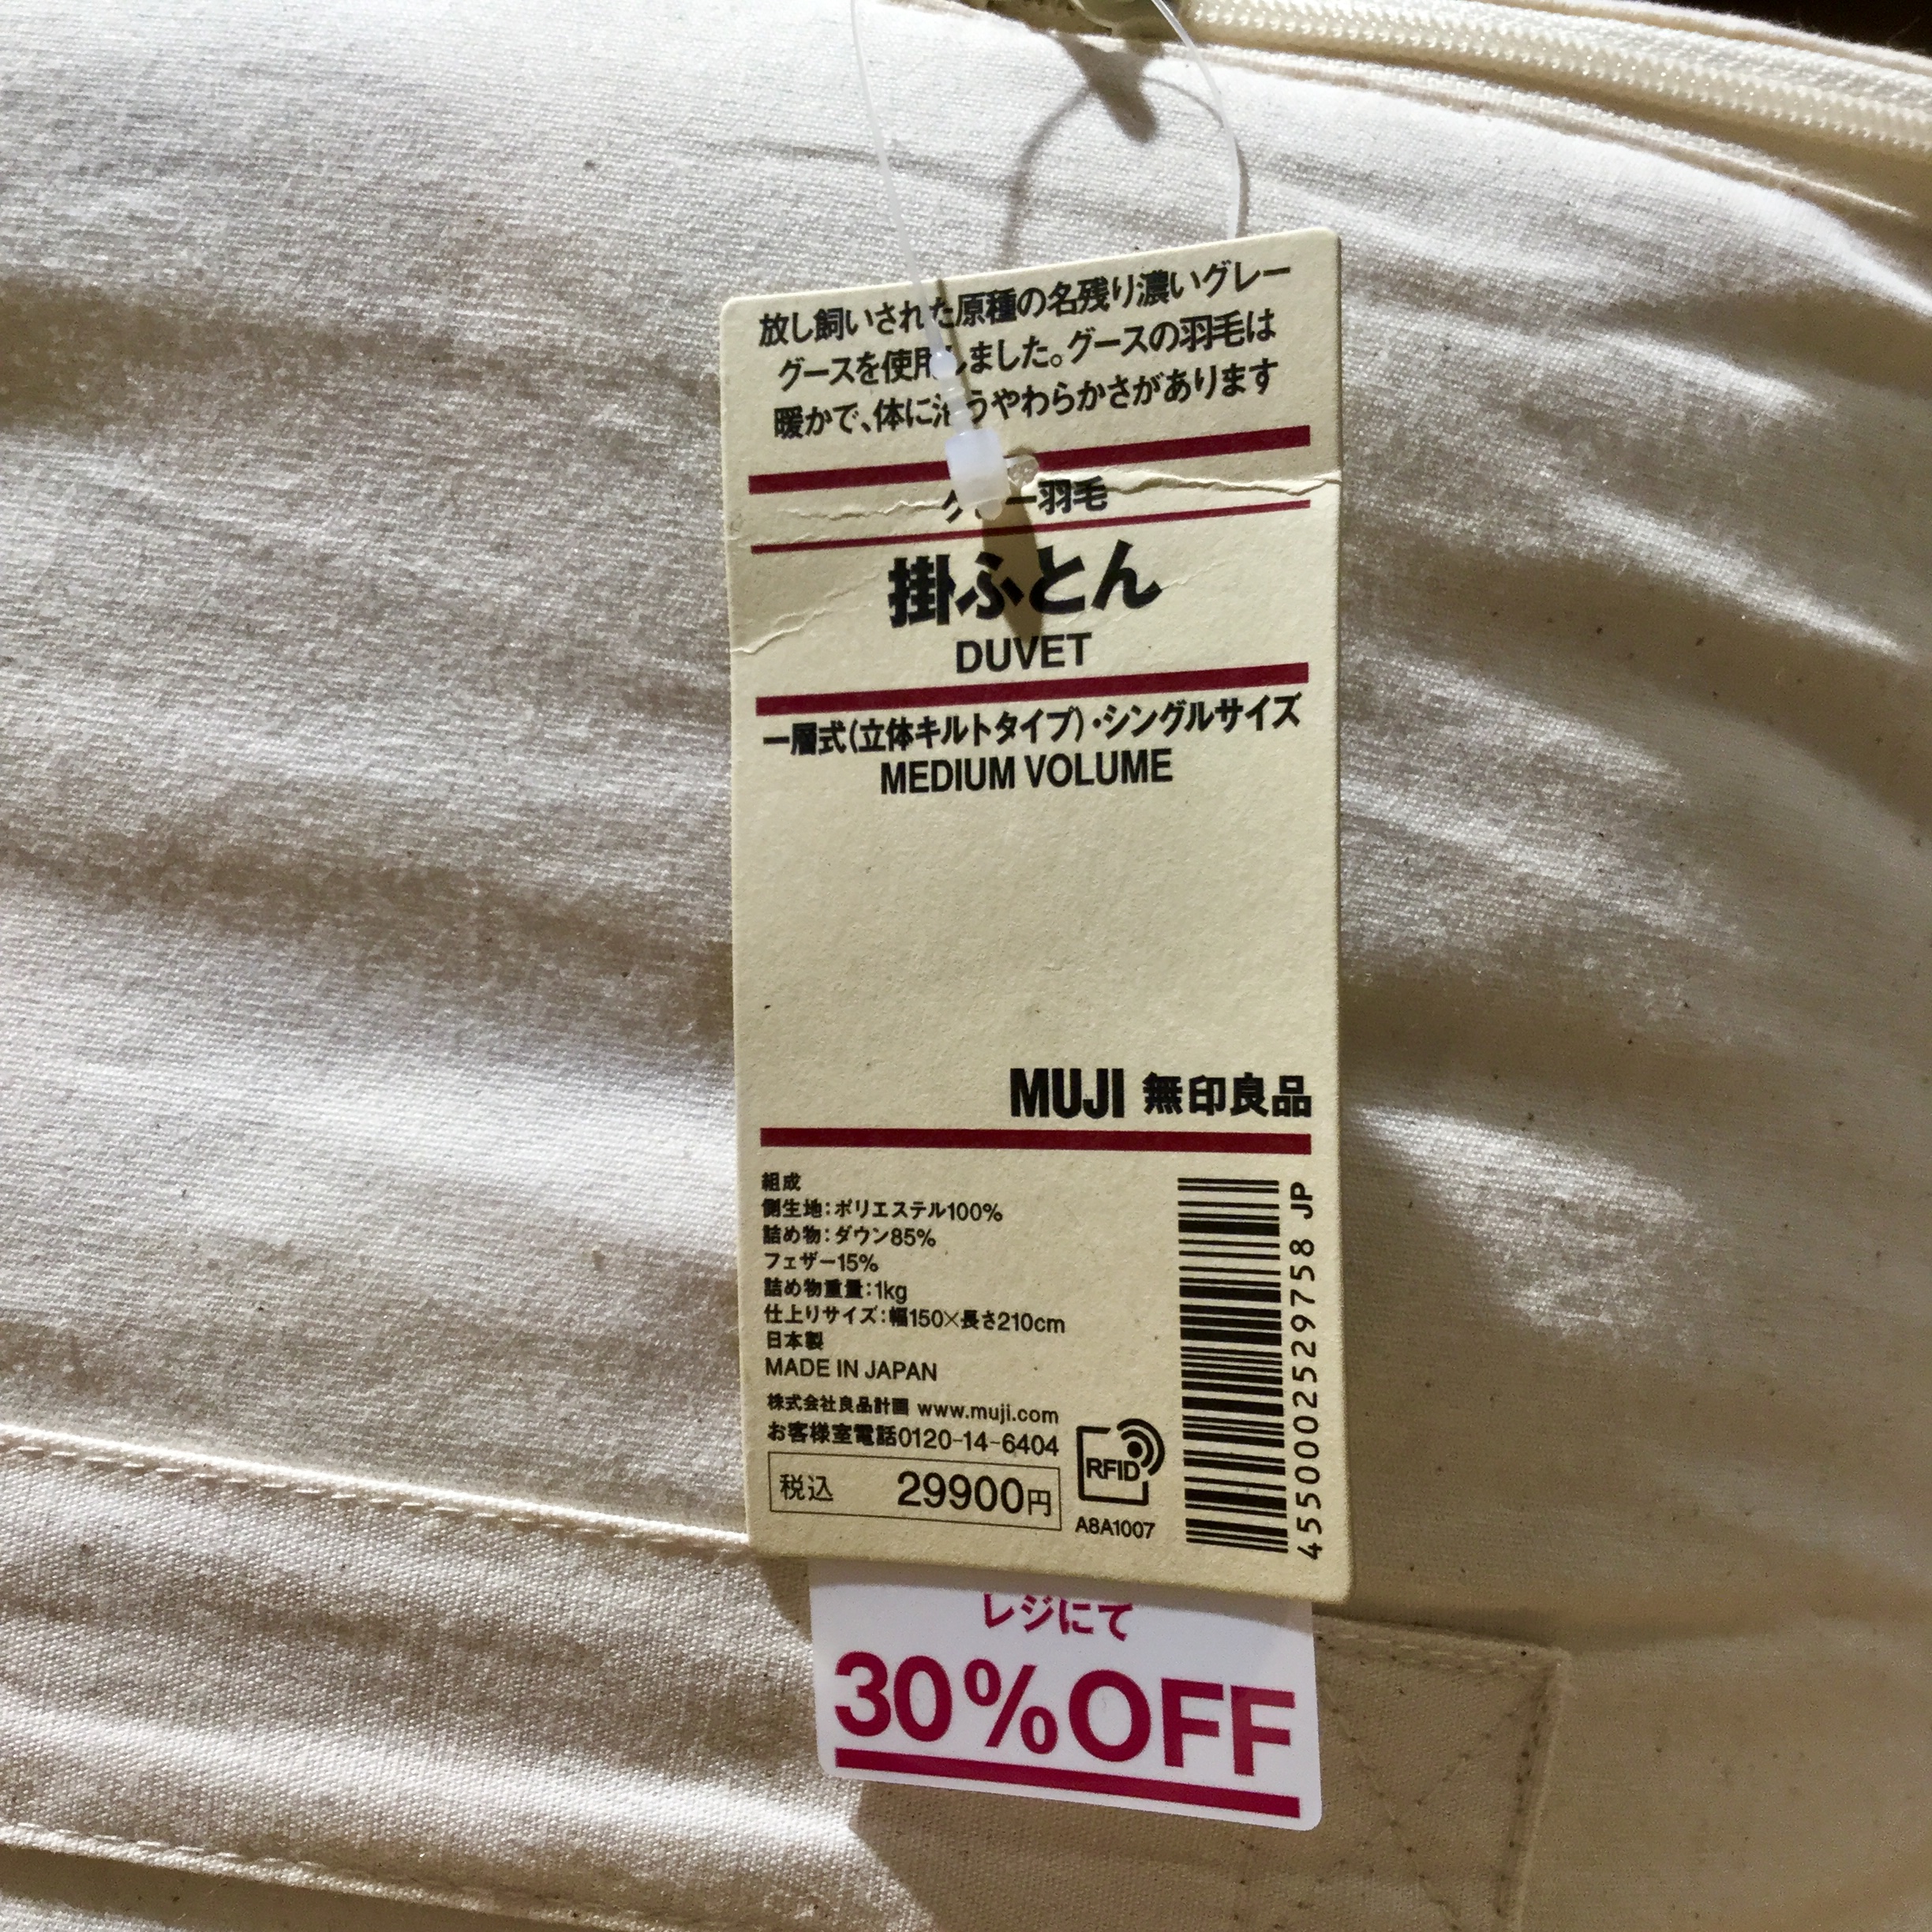 放し飼いされた原種の名残り濃いグレー
グースを使用しました。グースの羽毛は
暖かで、体に沿うやわらかさがあります
グレー羽毛
掛ふとん
DUVET
一層式(立体キルトタイプ)・シングルサイズ
MEDIUM VOLUME
MUJI 無印良品
組成
側生地:ポリエステル100%
詰め物:ダウン85%
フェザー15%
詰め物重量:1kg
仕上りサイズ:幅150×長さ210cm
日本製
MADE IN JAPAN
株式会社良品計画 www.muji.com
お客様室電話0120-14-6404
税込 29900円
RFID
A8A1007
4550002529758 JP
レジにて
30%OFF